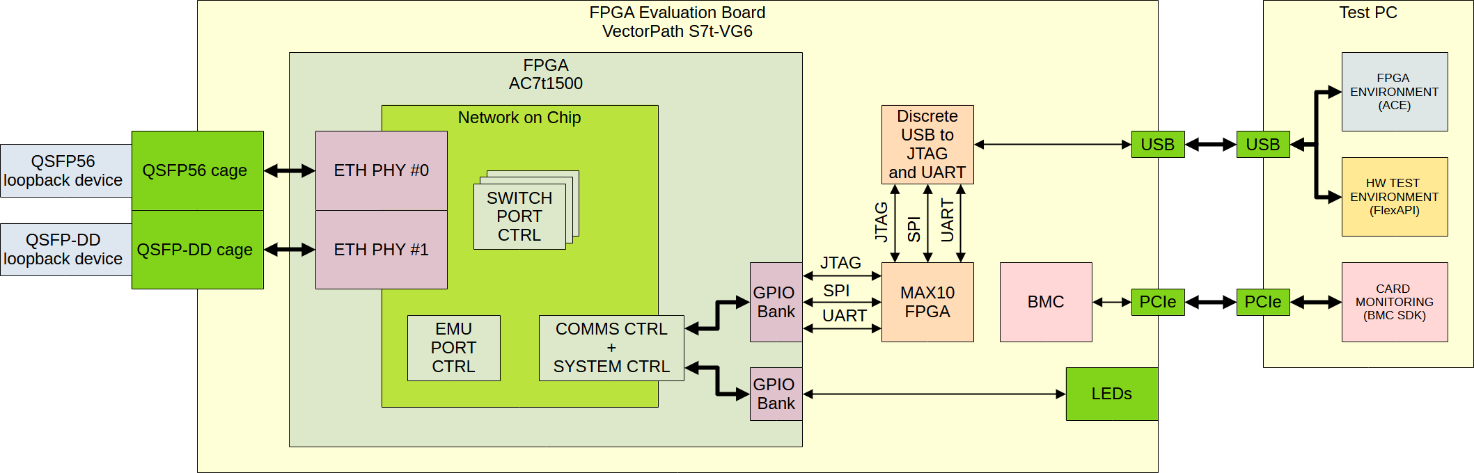 FPGA Evaluation Board
VectorPath S7t-VG6
Test PC
FPGA
AC7t1500
Network on Chip
QSFP56
loopback device
QSFP56 cage
ETH PHY #0
QSFP-DD
loopback device
QSFP-DD cage
ETH PHY #1
SWITCH
PORT
CTRL
EMU
PORT
CTRL
COMMS CTRL
+
SYSTEM CTRL
GPIO
Bank
GPIO
Bank
JTAG
SPI
UART
Discrete
USB to
JTAG
and UART
JTAG
SPI
UART
MAX10
FPGA
BMC
LEDs
USB
USB
PCIe
PCIe
FPGA
ENVIRONMENT
(ACE)
HW TEST
ENVIRONMENT
(FlexAPI)
CARD
MONITORING
(BMC SDK)